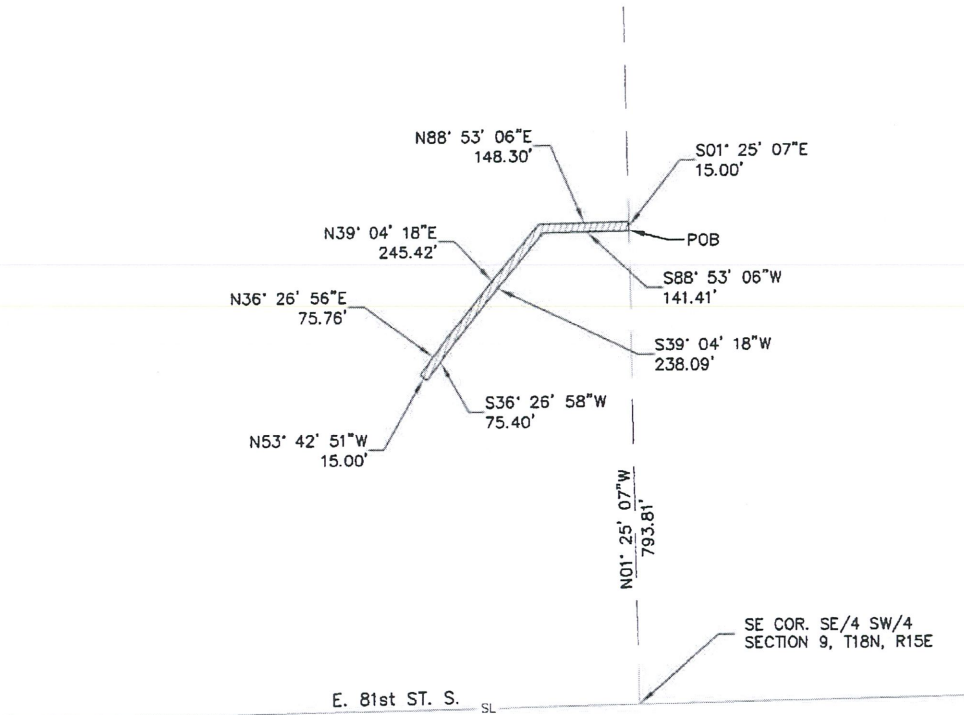 N88° 53' 06"E
148.30'
S01° 25' 07"E
15.00'
N39° 04' 18"E
245.42'
POB
S88° 53' 06"W
141.41'
N36° 26' 56"E
75.76'
S39° 04' 18"W
238.09'
S36° 26' 58"W
75.40'
N53° 42' 51"W
15.00'
N01° 25' 07"W
793.81'
SE COR. SE/4 SW/4
SECTION 9, T18N, R15E
E. 81st ST. S.
SL